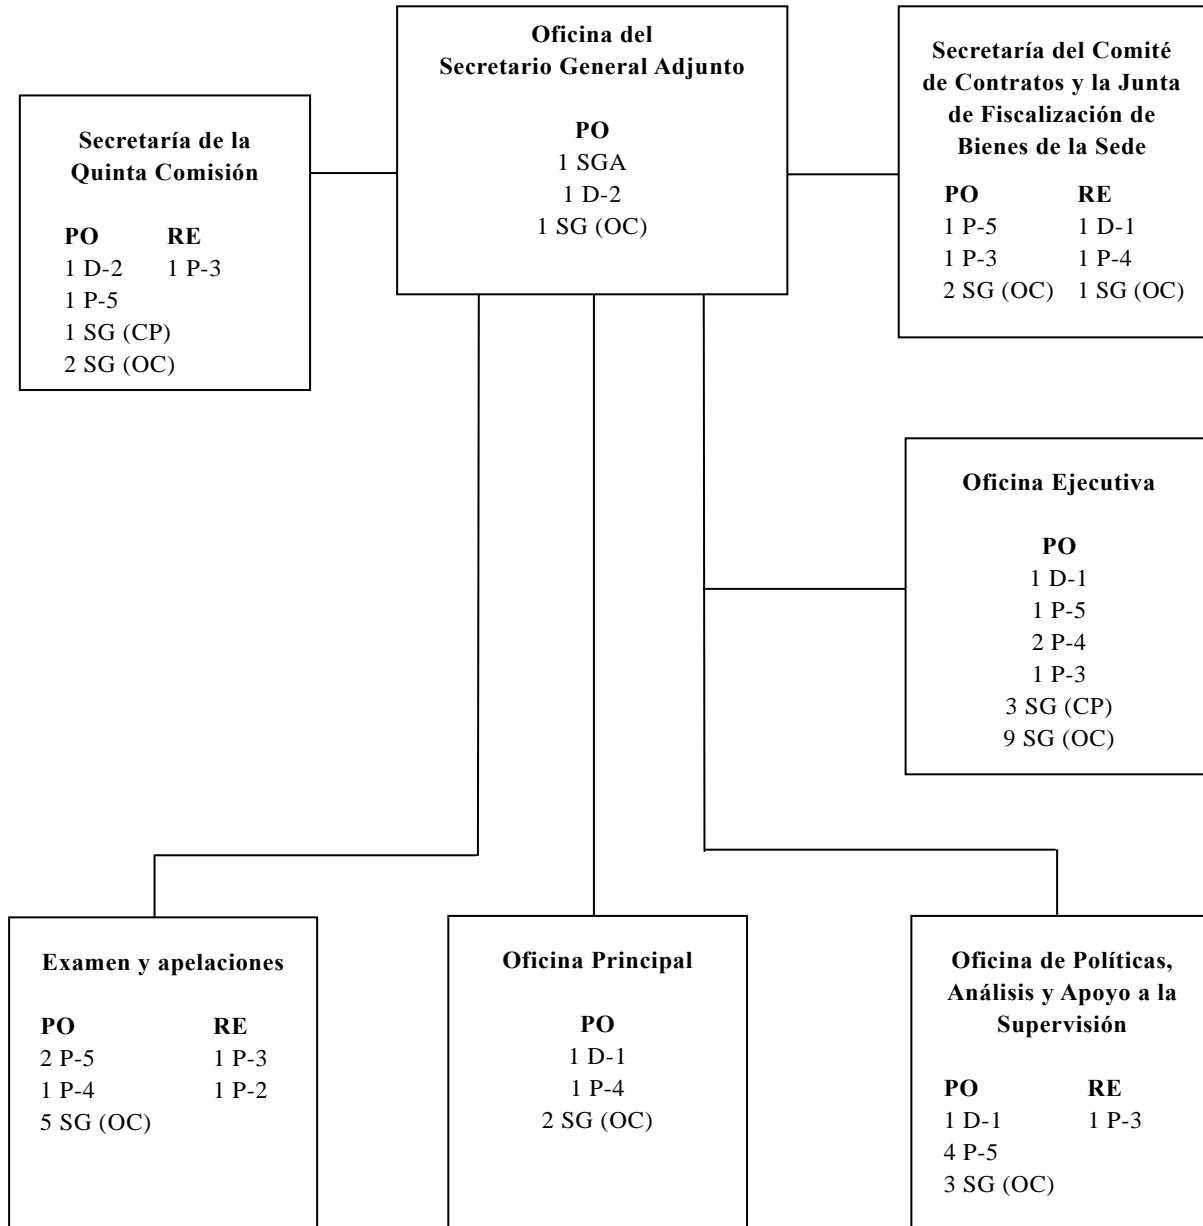 Oficina del
Secretario General Adjunto
PO
1 SGA
1 D-2
1 SG (OC)
Secretaría de la
Quinta Comisión
PO RE
1 D-2 1 P-3
1 P-5
1 SG (CP)
2 SG (OC)
Secretaría del Comité
de Contratos y la Junta
de Fiscalización de
Bienes de la Sede
PO RE
1 P-5 1 D-1
1 P-3 1 P-4
2 SG (OC) 1 SG (OC)
Oficina Ejecutiva
PO
1 D-1
1 P-5
2 P-4
1 P-3
3 SG (CP)
9 SG (OC)
Examen y apelaciones
PO RE
2 P-5 1 P-3
1 P-4 1 P-2
5 SG (OC)
Oficina Principal
PO
1 D-1
1 P-4
2 SG (OC)
Oficina de Políticas,
Análisis y Apoyo a la
Supervisión
PO RE
1 D-1 1 P-3
4 P-5
3 SG (OC)